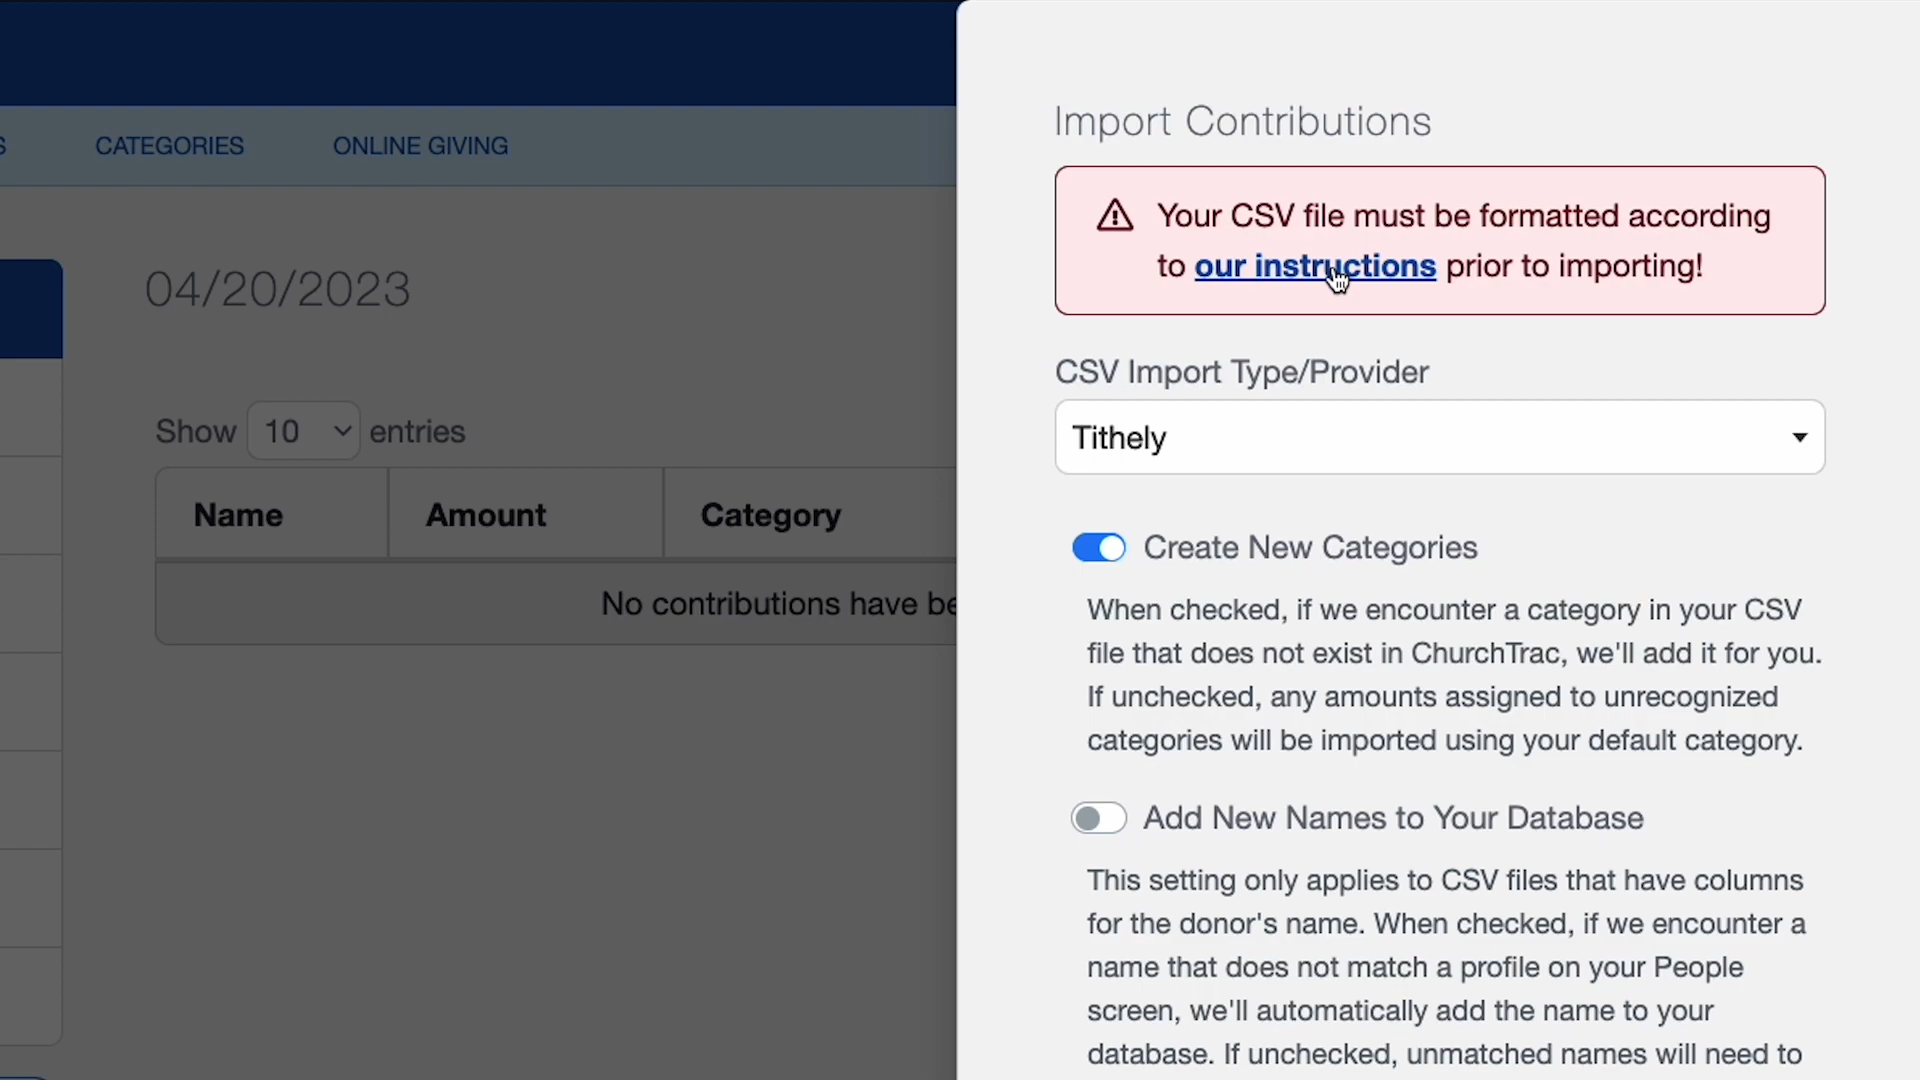 S
CATEGORIES
ONLINE GIVING
04/20/2023
Show 10 entries
Name
Amount
Category
No contributions have be
Import Contributions
Your CSV file must be formatted according
to our instructions prior to importing!
CSV Import Type/Provider
Tithely
Create New Categories
When checked, if we encounter a category in your CSV
file that does not exist in ChurchTrac, we'll add it for you.
If unchecked, any amounts assigned to unrecognized
categories will be imported using your default category.
Add New Names to Your Database
This setting only applies to CSV files that have columns
for the donor's name. When checked, if we encounter a
name that does not match a profile on your People
screen, we'll automatically add the name to your
database. If unchecked, unmatched names will need to